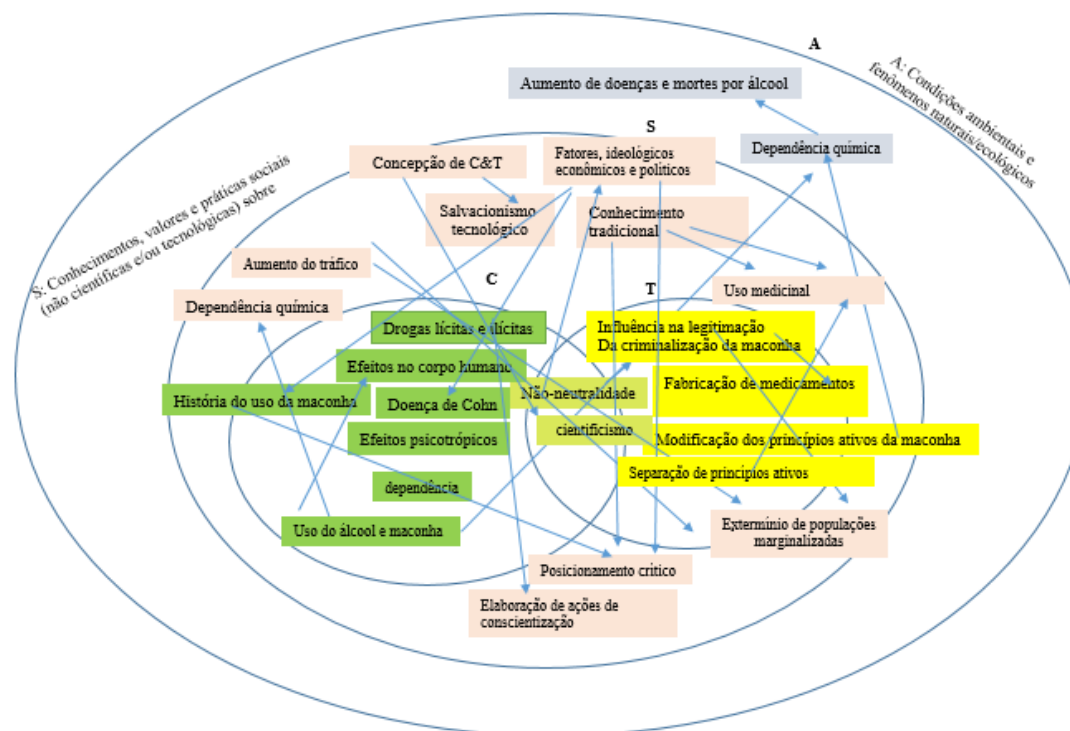 A
A: Condições ambientais e
fenômenos naturais/ecológicos
Aumento de doenças e mortes por álcool
S
Dependência química
Concepção de C&T
Fatores, ideológicos
econômicos e políticos
S: Conhecimentos, valores e práticas sociais
(não científicas e/ou tecnológicas) sobre
Salvacionismo
tecnológico
Conhecimento
tradicional
Aumento do tráfico
C
T
Uso medicinal
Dependência química
Drogas lícitas e ilícitas
Influência na legitimação
Da criminalização da maconha
Efeitos no corpo humano
Não-neutralidade
Fabricação de medicamentos
História do uso da maconha
Doença de Cohn
cientificismo
Efeitos psicotrópicos
Modificação dos princípios ativos da maconha
Separação de princípios ativos
dependência
Uso do álcool e maconha
Extermínio de populações
marginalizadas
Posicionamento crítico
Elaboração de ações de
conscientização